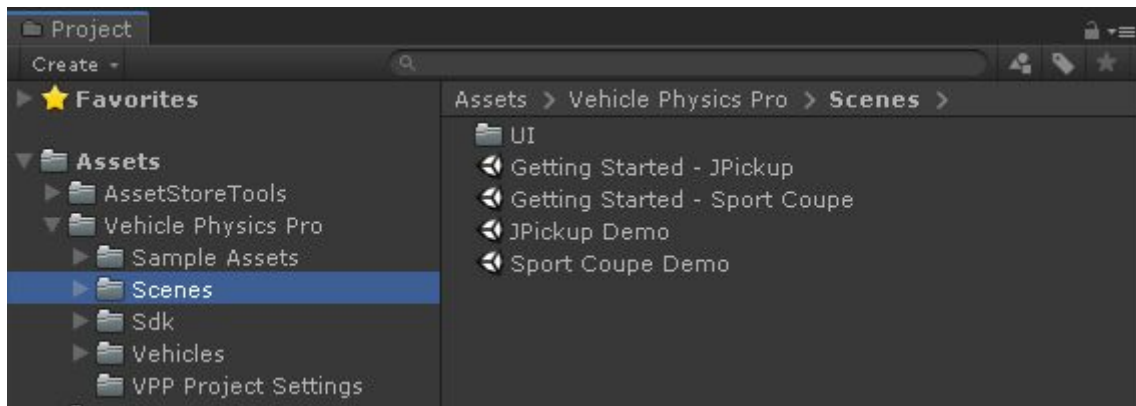 Project
Create
Favorites
Assets
AssetStoreTools
Vehicle Physics Pro
Sample Assets
Scenes
Sdk
Vehicles
VPP Project Settings
Assets > Vehicle Physics Pro > Scenes >
UI
Getting Started - JPickup
Getting Started - Sport Coupe
JPickup Demo
Sport Coupe Demo